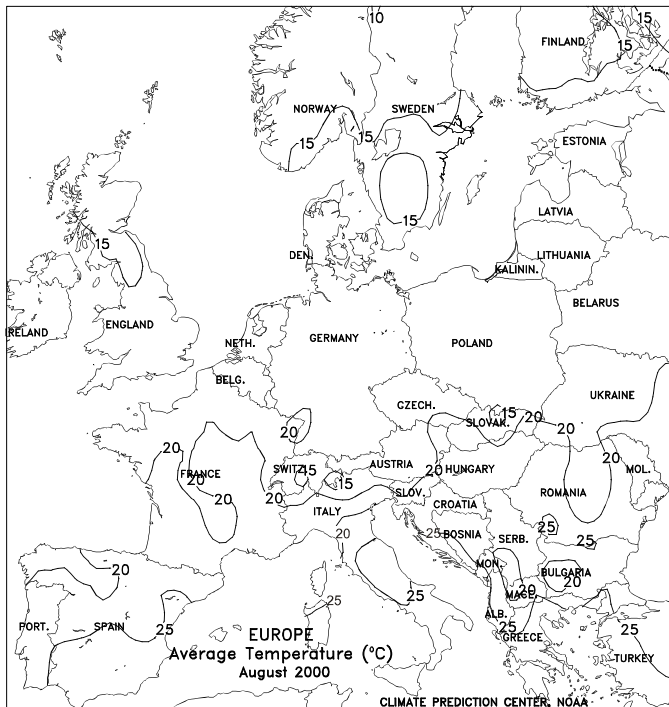 10
15
FINLAND
15
NORWAY
SWEDEN
15
15
ESTONIA
15
LATVIA
15
DEN.
LITHUANIA
KALININ.
IRELAND
ENGLAND
BELARUS
NETH.
GERMANY
POLAND
BELG.
UKRAINE
CZECH.
15
SLOVAK.
20
20
20
20
FRANCE
20
SWITZ.
15
15
AUSTRIA
20
HUNGARY
20
MOL.
20
20
SLOV.
ROMANIA
CROATIA
ITALY
20
25
BOSNIA
SERB.
25
25
MON.
BULGARIA
20
20
20
MACE.
25
25
ALB.
PORT.
SPAIN
25
25
25
GREECE
TURKEY
EUROPE
Average Temperature (°C)
August 2000
CLIMATE PREDICTION CENTER, NOAA